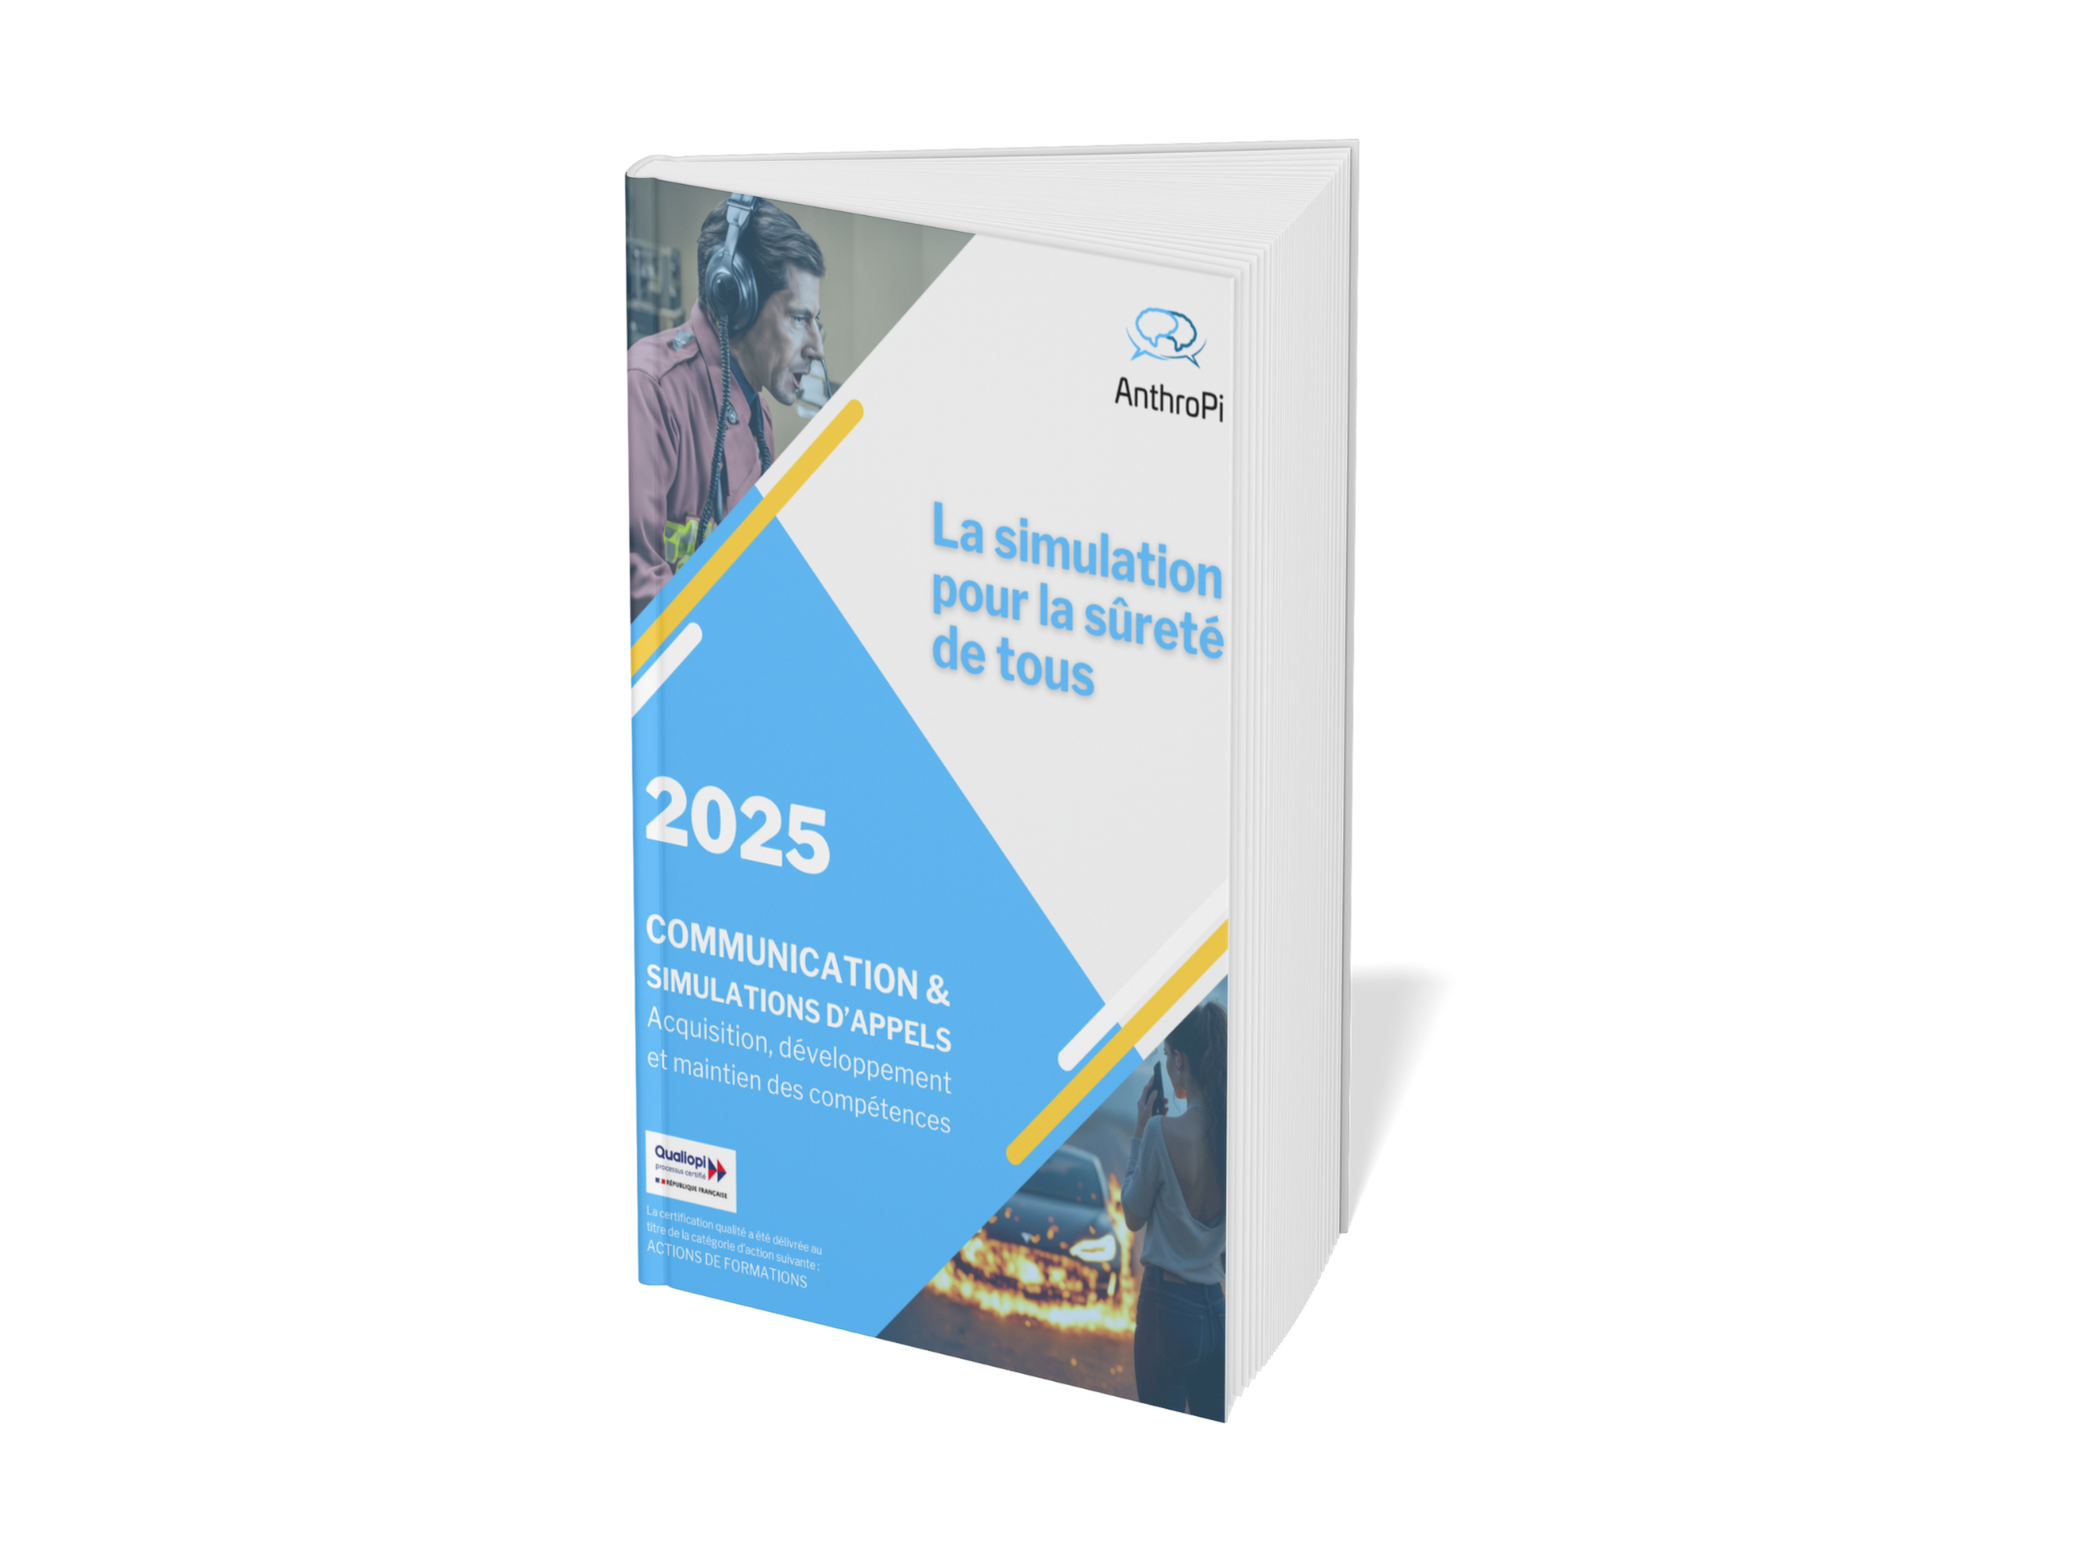 AnthroPi
La simulation
pour la sûreté
de tous
2025
COMMUNICATION &
SIMULATIONS D'APPELS
Acquisition, développement
et maintien des compétences
Qualiopi
processus certifié
RÉPUBLIQUE FRANÇAISE
La certification qualité a été délivrée au
titre de la catégorie d'action suivante :
ACTIONS DE FORMATIONS